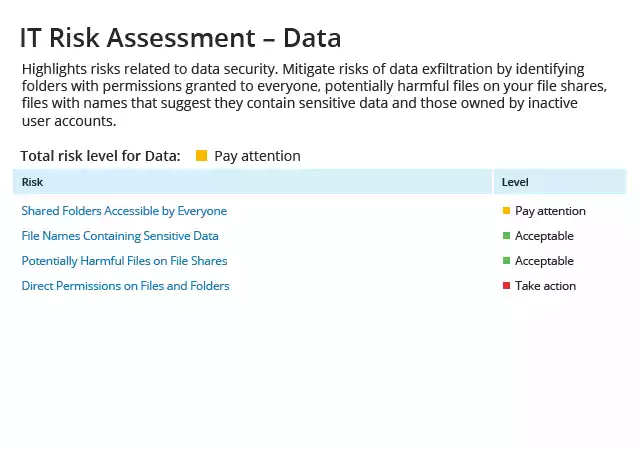 IT Risk Assessment – Data
Highlights risks related to data security. Mitigate risks of data exfiltration by identifying
folders with permissions granted to everyone, potentially harmful files on your file shares,
files with names that suggest they contain sensitive data and those owned by inactive
user accounts.
Total risk level for Data: Pay attention
Risk Level
Shared Folders Accessible by Everyone Pay attention
File Names Containing Sensitive Data Acceptable
Potentially Harmful Files on File Shares Acceptable
Direct Permissions on Files and Folders Take action